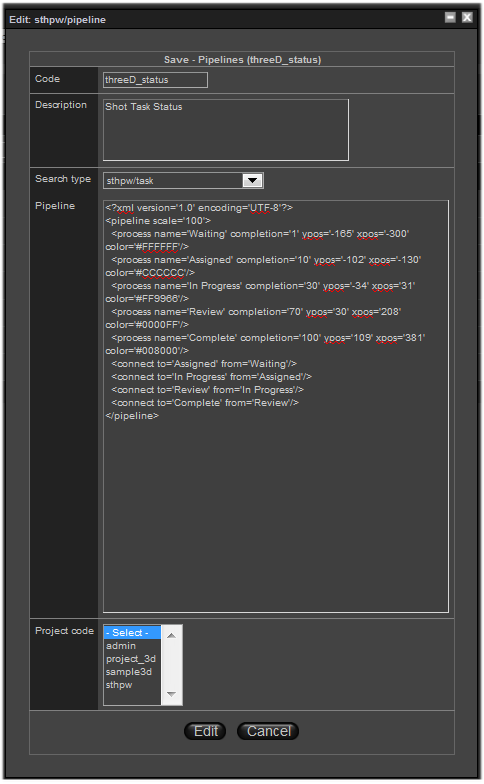 Edit: sthpw/pipeline
Save - Pipelines (threeD_status)
Code
threeD_status
Description
Shot Task Status
Search type
sthpw/task
Pipeline
<?xml version='1.0' encoding='UTF-8'?>
<pipeline scale='100'>
<process name='Waiting' completion='1' ypos='-165' xpos='-300'
color='#FFFFFF'/>
<process name='Assigned' completion='10' ypos='-102' xpos='-130'
color='#CCCCCC'/>
<process name='In Progress' completion='30' ypos='-34' xpos='31'
color='#FF9966'/>
<process name='Review' completion='70' ypos='30' xpos='208'
color='#0000FF'/>
<process name='Complete' completion='100' ypos='109' xpos='381'
color='#008000'/>
<connect to='Assigned' from='Waiting'/>
<connect to='In Progress' from='Assigned'/>
<connect to='Review' from='In Progress'/>
<connect to='Complete' from='Review'/>
</pipeline>
Project code
- Select -
admin
project_3d
sample3d
sthpw
Edit Cancel